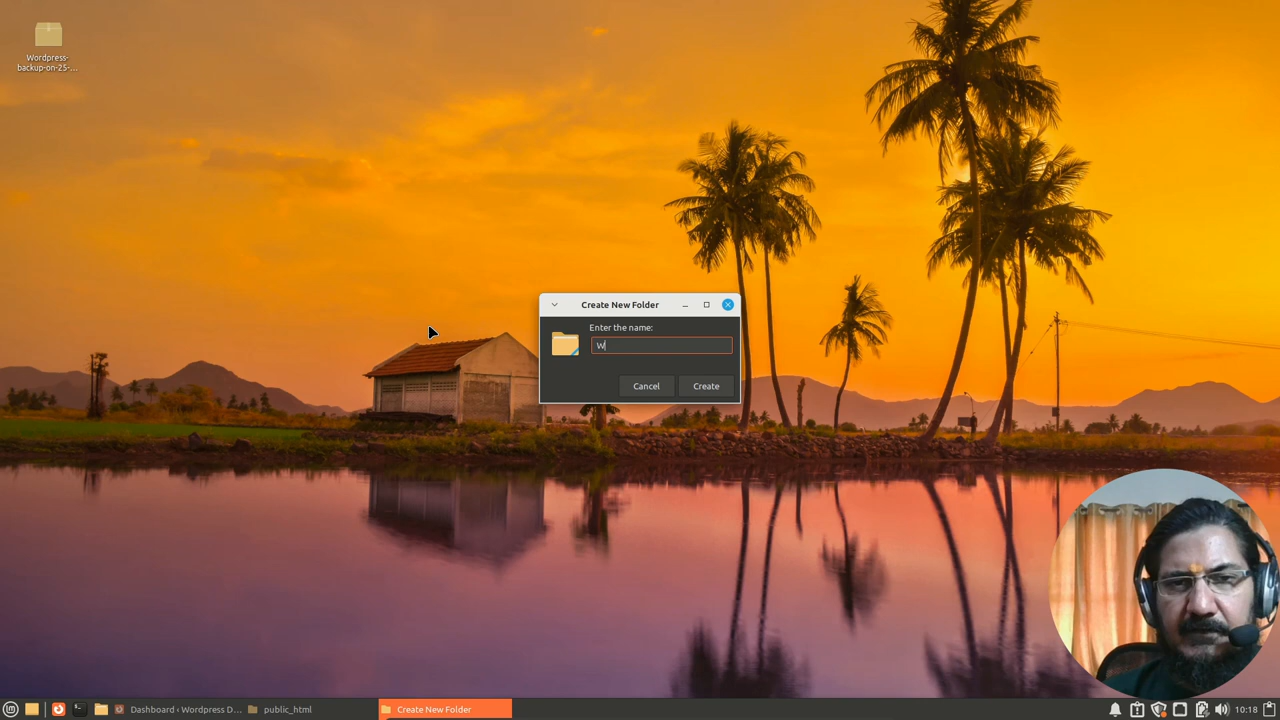 Wordpress-
backup-on-25-...
Create New Folder
Enter the name:
W
Cancel
Create
Dashboard ‹ Wordpress D...
public_html
Create New Folder
10:18